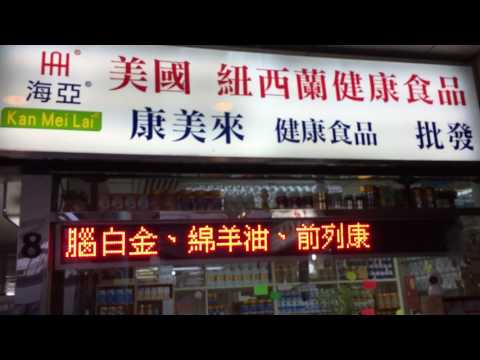 美國 紐西蘭健康食品
海亞
Kan Mei Lai
康美來 健康食品 批發
8
腦白金、綿羊油、前列康